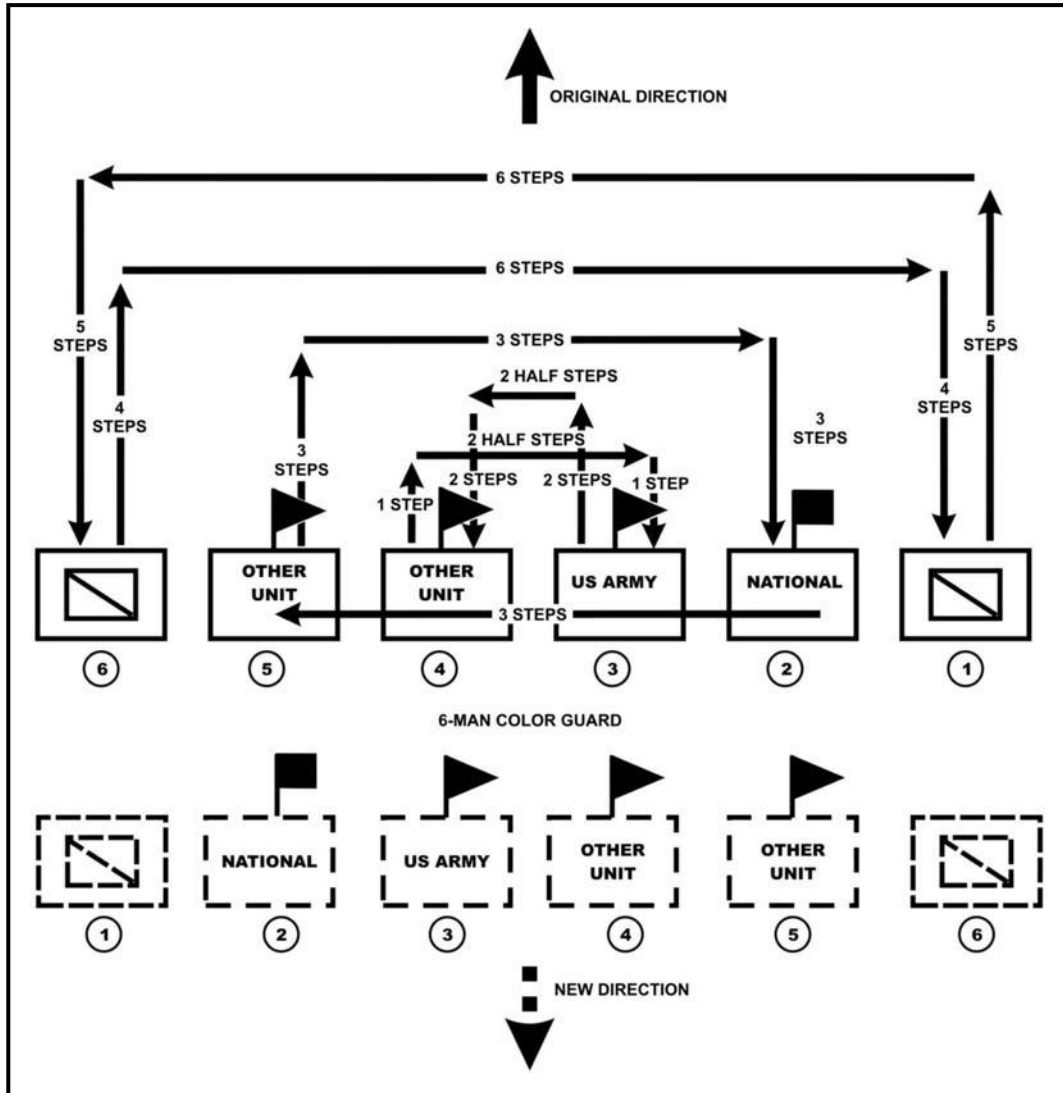 ORIGINAL DIRECTION
6 STEPS
6 STEPS
5
STEPS
5
STEPS
3 STEPS
4
STEPS
4
STEPS
2 HALF STEPS
3
STEPS
2 HALF STEPS
3
STEPS
1 STEP
2 STEPS
2 STEPS
1 STEP
OTHER
UNIT
OTHER
UNIT
US ARMY
NATIONAL
3 STEPS
6
5
4
3
2
1
6-MAN COLOR GUARD
NATIONAL
US ARMY
OTHER
UNIT
OTHER
UNIT
1
2
3
4
5
6
NEW DIRECTION